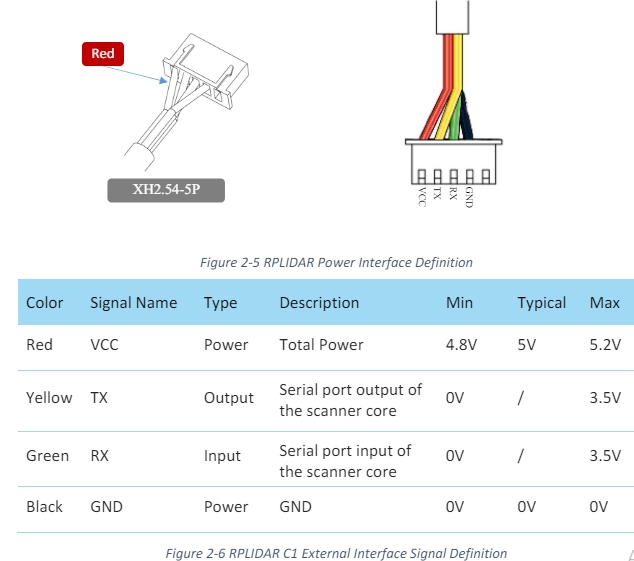 Red
XH2.54-5P
VCC
TX
RX
GND
Figure 2-5 RPLIDAR Power Interface Definition
Color Signal Name Type Description Min Typical Max
Red VCC Power Total Power 4.8V 5V 5.2V
Yellow TX Output Serial port output of the scanner core 0V / 3.5V
Green RX Input Serial port input of the scanner core 0V / 3.5V
Black GND Power GND 0V 0V 0V
Figure 2-6 RPLIDAR C1 External Interface Signal Definition